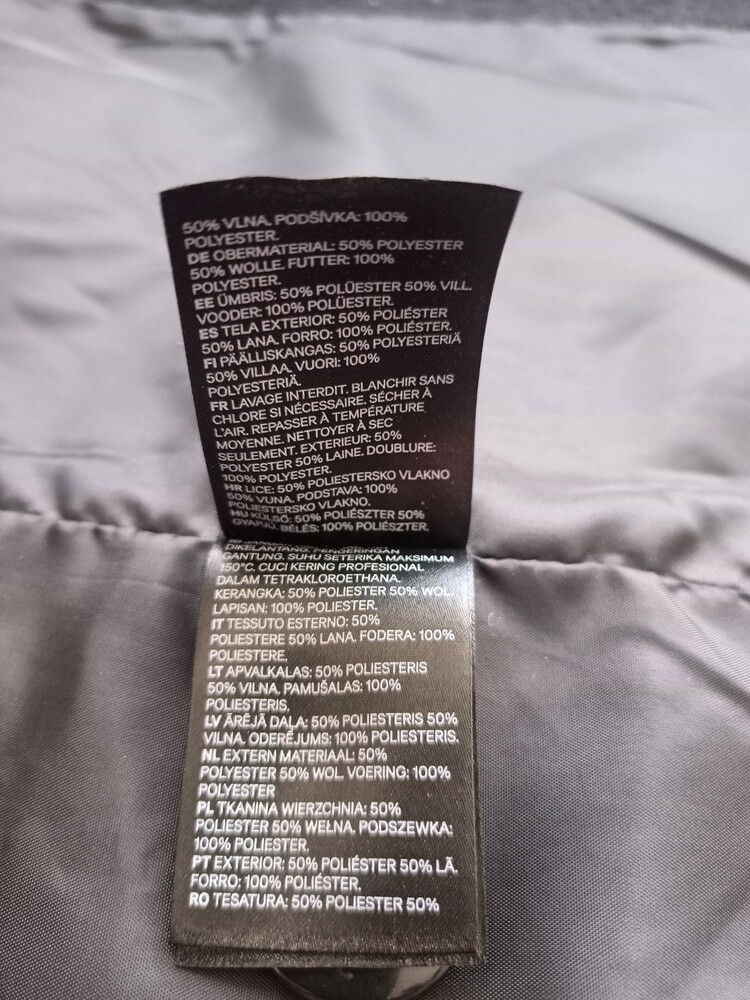 50% VLNA. PODŠÍVKA: 100%
POLYESTER.
DE OBERMATERIAL: 50% POLYESTER
50% WOLLE. FUTTER: 100%
POLYESTER.
EE ÜMBRIS: 50% POLÜESTER 50% VILL.
VOODER: 100% POLÜESTER.
ES TELA EXTERIOR: 50% POLIÉSTER
50% LANA. FORRO: 100% POLIÉSTER.
FI PÄÄLLISKANGAS: 50% POLYESTERIÄ
50% VILLAA. VUORI: 100%
POLYESTERIÄ.
FR LAVAGE INTERDIT. BLANCHIR SANS
CHLORE SI NÉCESSAIRE. SÉCHER À
L'AIR. REPASSER À TEMPÉRATURE
MOYENNE. NETTOYER À SEC
SEULEMENT. EXTERIEUR: 50%
POLYESTER 50% LAINE. DOUBLURE:
100% POLYESTER.
HR LICE: 50% POLIESTERSKO VLAKNO
50% VUNA. PODSTAVA: 100%
POLIESTERSKO VLAKNO.
HU KÜLSŐ: 50% POLIÉSZTER 50%
GYAPJÚ. BÉLÉS: 100% POLIÉSZTER.
DIKELANTANG. PENGERINGAN
GANTUNG. SUHU SETERIKA MAKSIMUM
150°C. CUCI KERING PROFESIONAL
DALAM TETRAKLOROETHANA.
KERANGKA: 50% POLIESTER 50% WOL.
LAPISAN: 100% POLIESTER.
IT TESSUTO ESTERNO: 50%
POLIESTERE 50% LANA. FODERA: 100%
POLIESTERE.
LT APVALKALAS: 50% POLIESTERIS
50% VILNA. PAMUŠALAS: 100%
POLIESTERIS.
LV ĀRĒJĀ DAĻA: 50% POLIESTERIS 50%
VILNA. ODERĒJUMS: 100% POLIESTERIS.
NL EXTERN MATERIAAL: 50%
POLYESTER 50% WOL. VOERING: 100%
POLYESTER
PL TKANINA WIERZCHNIA: 50%
POLIESTER 50% WEŁNA. PODSZEWKA:
100% POLIESTER.
PT EXTERIOR: 50% POLIÉSTER 50% LÃ.
FORRO: 100% POLIÉSTER.
RO TESATURA: 50% POLIESTER 50%